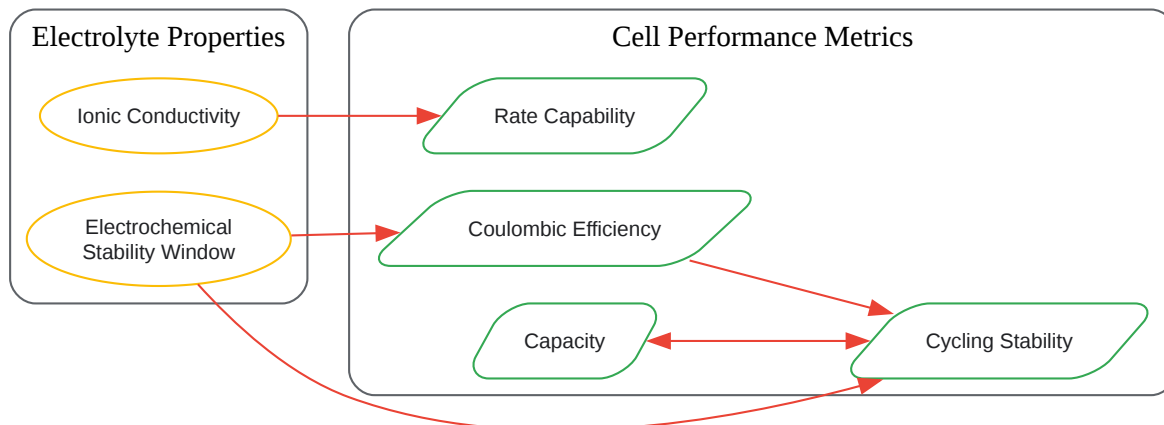 Electrolyte Properties
Cell Performance Metrics
Ionic Conductivity
Rate Capability
Electrochemical
Stability Window
Coulombic Efficiency
Capacity
Cycling Stability